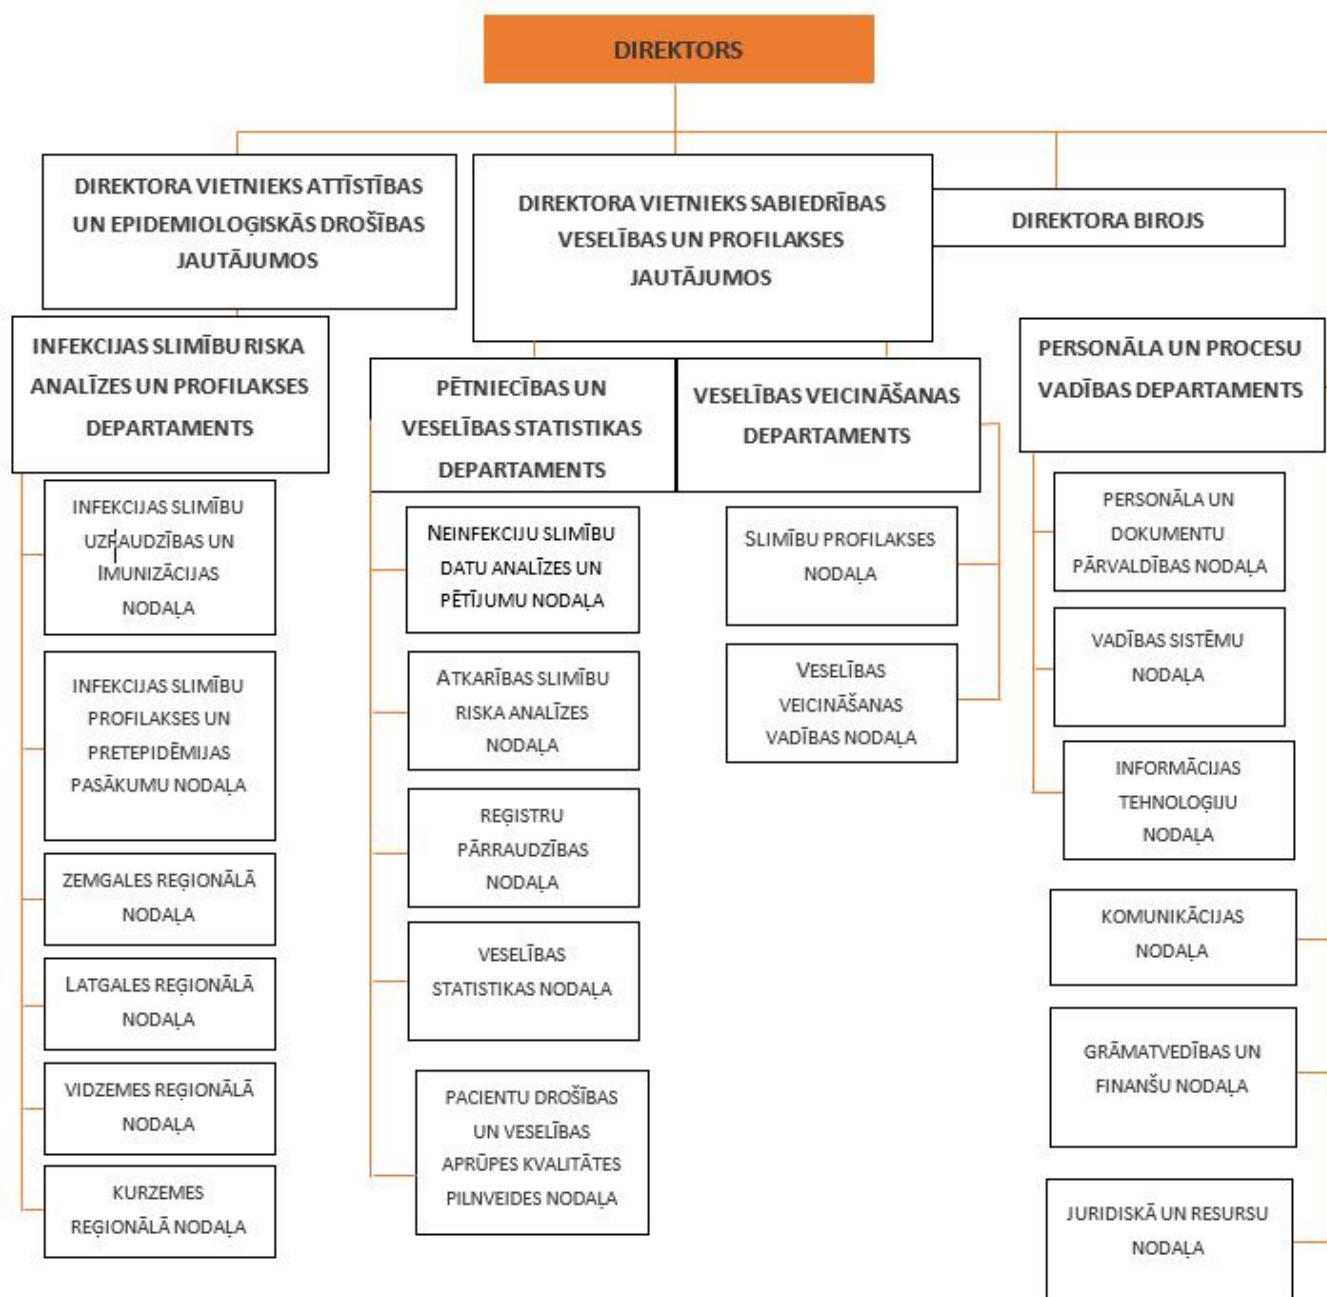 DIREKTORS
DIREKTORA VIETNIEKS ATTĪSTĪBAS
UN EPIDEMIOLOĢISKĀS DROŠĪBAS
JAUTĀJUMOS
DIREKTORA VIETNIEKS SABIEDRĪBAS
VESELĪBAS UN PROFILAKSES
JAUTĀJUMOS
DIREKTORA BIROJS
INFEKCIJAS SLIMĪBU RISKA
ANALĪZES UN PROFILAKSES
DEPARTAMENTS
PĒTNIECĪBAS UN
VESELĪBAS STATISTIKAS
DEPARTAMENTS
VESELĪBAS VEICINĀŠANAS
DEPARTAMENTS
PERSONĀLA UN PROCESU
VADĪBAS DEPARTAMENTS
INFEKCIJAS SLIMĪBU
UZRAUDZĪBAS UN
IMUNIZĀCIJAS
NODAĻA
INFEKCIJAS SLIMĪBU
PROFILAKSES UN
PRETEPIDĒMIJAS
PASĀKUMU NODAĻA
ZEMGALES REĢIONĀLĀ
NODAĻA
LATGALES REĢIONĀLĀ
NODAĻA
VIDZEMES REĢIONĀLĀ
NODAĻA
KURZEMES
REĢIONĀLĀ NODAĻA
NEINFEKCIJU SLIMĪBU
DATU ANALĪZES UN
PĒTĪJUMU NODAĻA
ATKARĪBAS SLIMĪBU
RISKA ANALĪZES
NODAĻA
REĢISTRU
PĀRRAUDZĪBAS
NODAĻA
VESELĪBAS
STATISTIKAS NODAĻA
PACIENTU DROŠĪBAS
UN VESELĪBAS
APRŪPES KVALITĀTES
PILNVEIDES NODAĻA
SLIMĪBU PROFILAKSES
NODAĻA
VESELĪBAS
VEICINĀŠANAS
VADĪBAS NODAĻA
PERSONĀLA UN
DOKUMENTU
PĀRVALDĪBAS NODAĻA
VADĪBAS SISTĒMU
NODAĻA
INFORMĀCIJAS
TEHNOLOĢIJU
NODAĻA
KOMUNIKĀCIJAS
NODAĻA
GRĀMATVEDĪBAS UN
FINANŠU NODAĻA
JURIDISKĀ UN RESURSU
NODAĻA